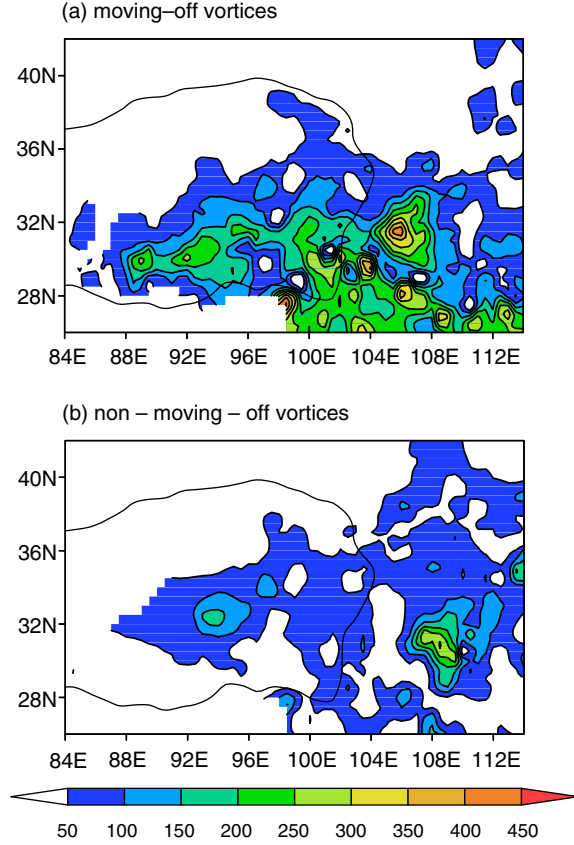 (a) moving–off vortices
40N
36N
32N
28N
84E 88E 92E 96E 100E 104E 108E 112E
(b) non – moving – off vortices
40N
36N
32N
28N
84E 88E 92E 96E 100E 104E 108E 112E
50 100 150 200 250 300 350 400 450